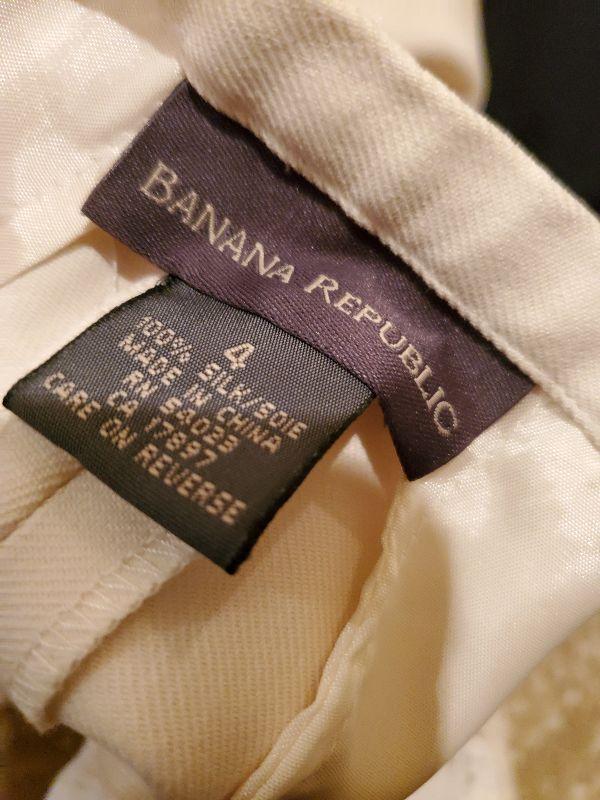 BANANA REPUBLIC
4
100% SILK/SOIE
MADE IN CHINA
RN 54023
CA 17897
CARE ON REVERSE